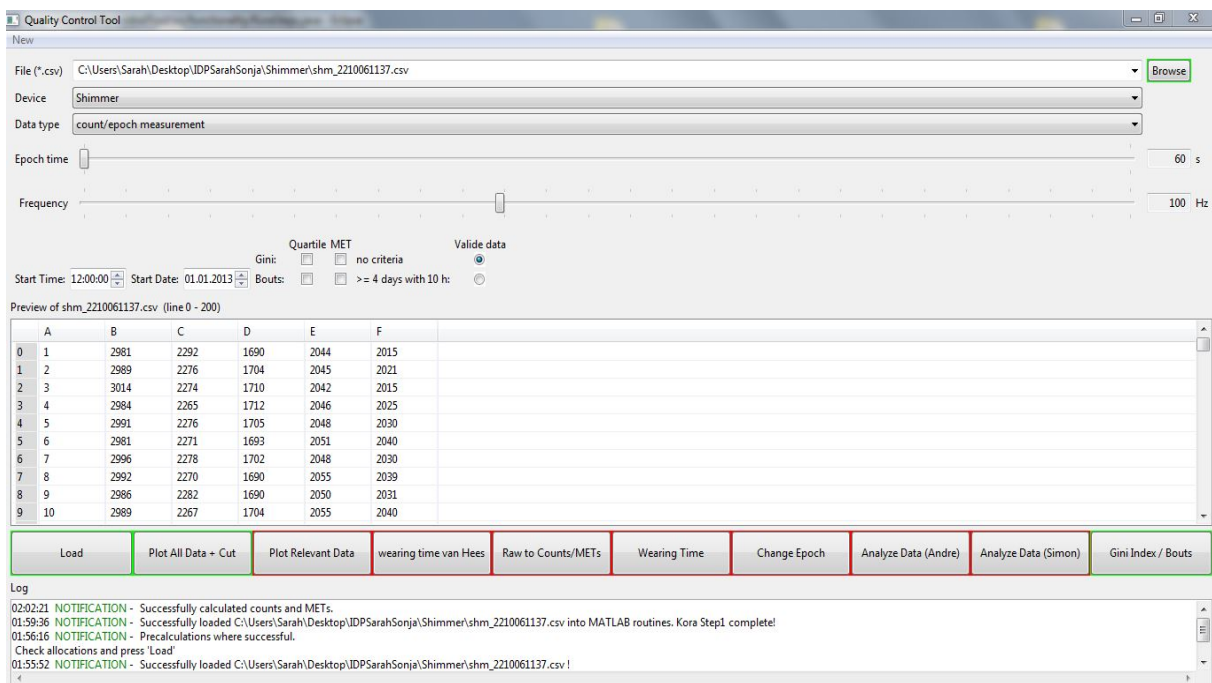 Quality Control Tool
New
File (*.csv) C:\Users\Sarah\Desktop\IDPSarahSonja\Shimmer\shm_2210061137.csv Browse
Device Shimmer
Data type count/epoch measurement
Epoch time 60 s
Frequency 100 Hz
Quartile MET Valide data
Gini: no criteria
Start Time: 12:00:00 Start Date: 01.01.2013 Bouts: >= 4 days with 10 h:
Preview of shm_2210061137.csv (line 0 - 200)
A B C D E F
0 1 2981 2292 1690 2044 2015
1 2 2989 2276 1704 2045 2021
2 3 3014 2274 1710 2042 2015
3 4 2984 2265 1712 2046 2025
4 5 2991 2276 1705 2048 2030
5 6 2981 2271 1693 2051 2040
6 7 2996 2278 1702 2048 2030
7 8 2992 2270 1690 2055 2039
8 9 2986 2282 1690 2050 2031
9 10 2989 2267 1704 2055 2040
Load Plot All Data + Cut Plot Relevant Data wearing time van Hees Raw to Counts/METs Wearing Time Change Epoch Analyze Data (Andre) Analyze Data (Simon) Gini Index / Bouts
Log
02:02:21 NOTIFICATION - Successfully calculated counts and METs.
01:59:36 NOTIFICATION - Successfully loaded C:\Users\Sarah\Desktop\IDPSarahSonja\Shimmer\shm_2210061137.csv into MATLAB routines. Kora Step1 complete!
01:56:16 NOTIFICATION - Precalculations where successful.
Check allocations and press 'Load'
01:55:52 NOTIFICATION - Successfully loaded C:\Users\Sarah\Desktop\IDPSarahSonja\Shimmer\shm_2210061137.csv !